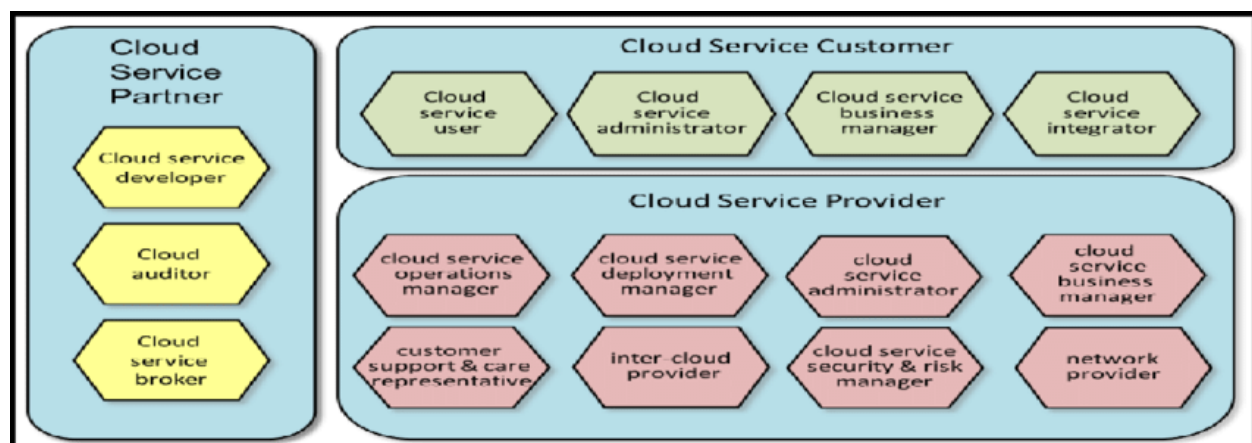 Cloud
Service
Partner
Cloud service
developer
Cloud
auditor
Cloud
service
broker
Cloud Service Customer
Cloud
service
user
Cloud
service
administrator
Cloud service
business
manager
Cloud
service
integrator
Cloud Service Provider
cloud service
operations
manager
cloud service
deployment
manager
cloud
service
administrator
cloud
service
business
manager
customer
support & care
representative
inter-cloud
provider
cloud service
security & risk
manager
network
provider